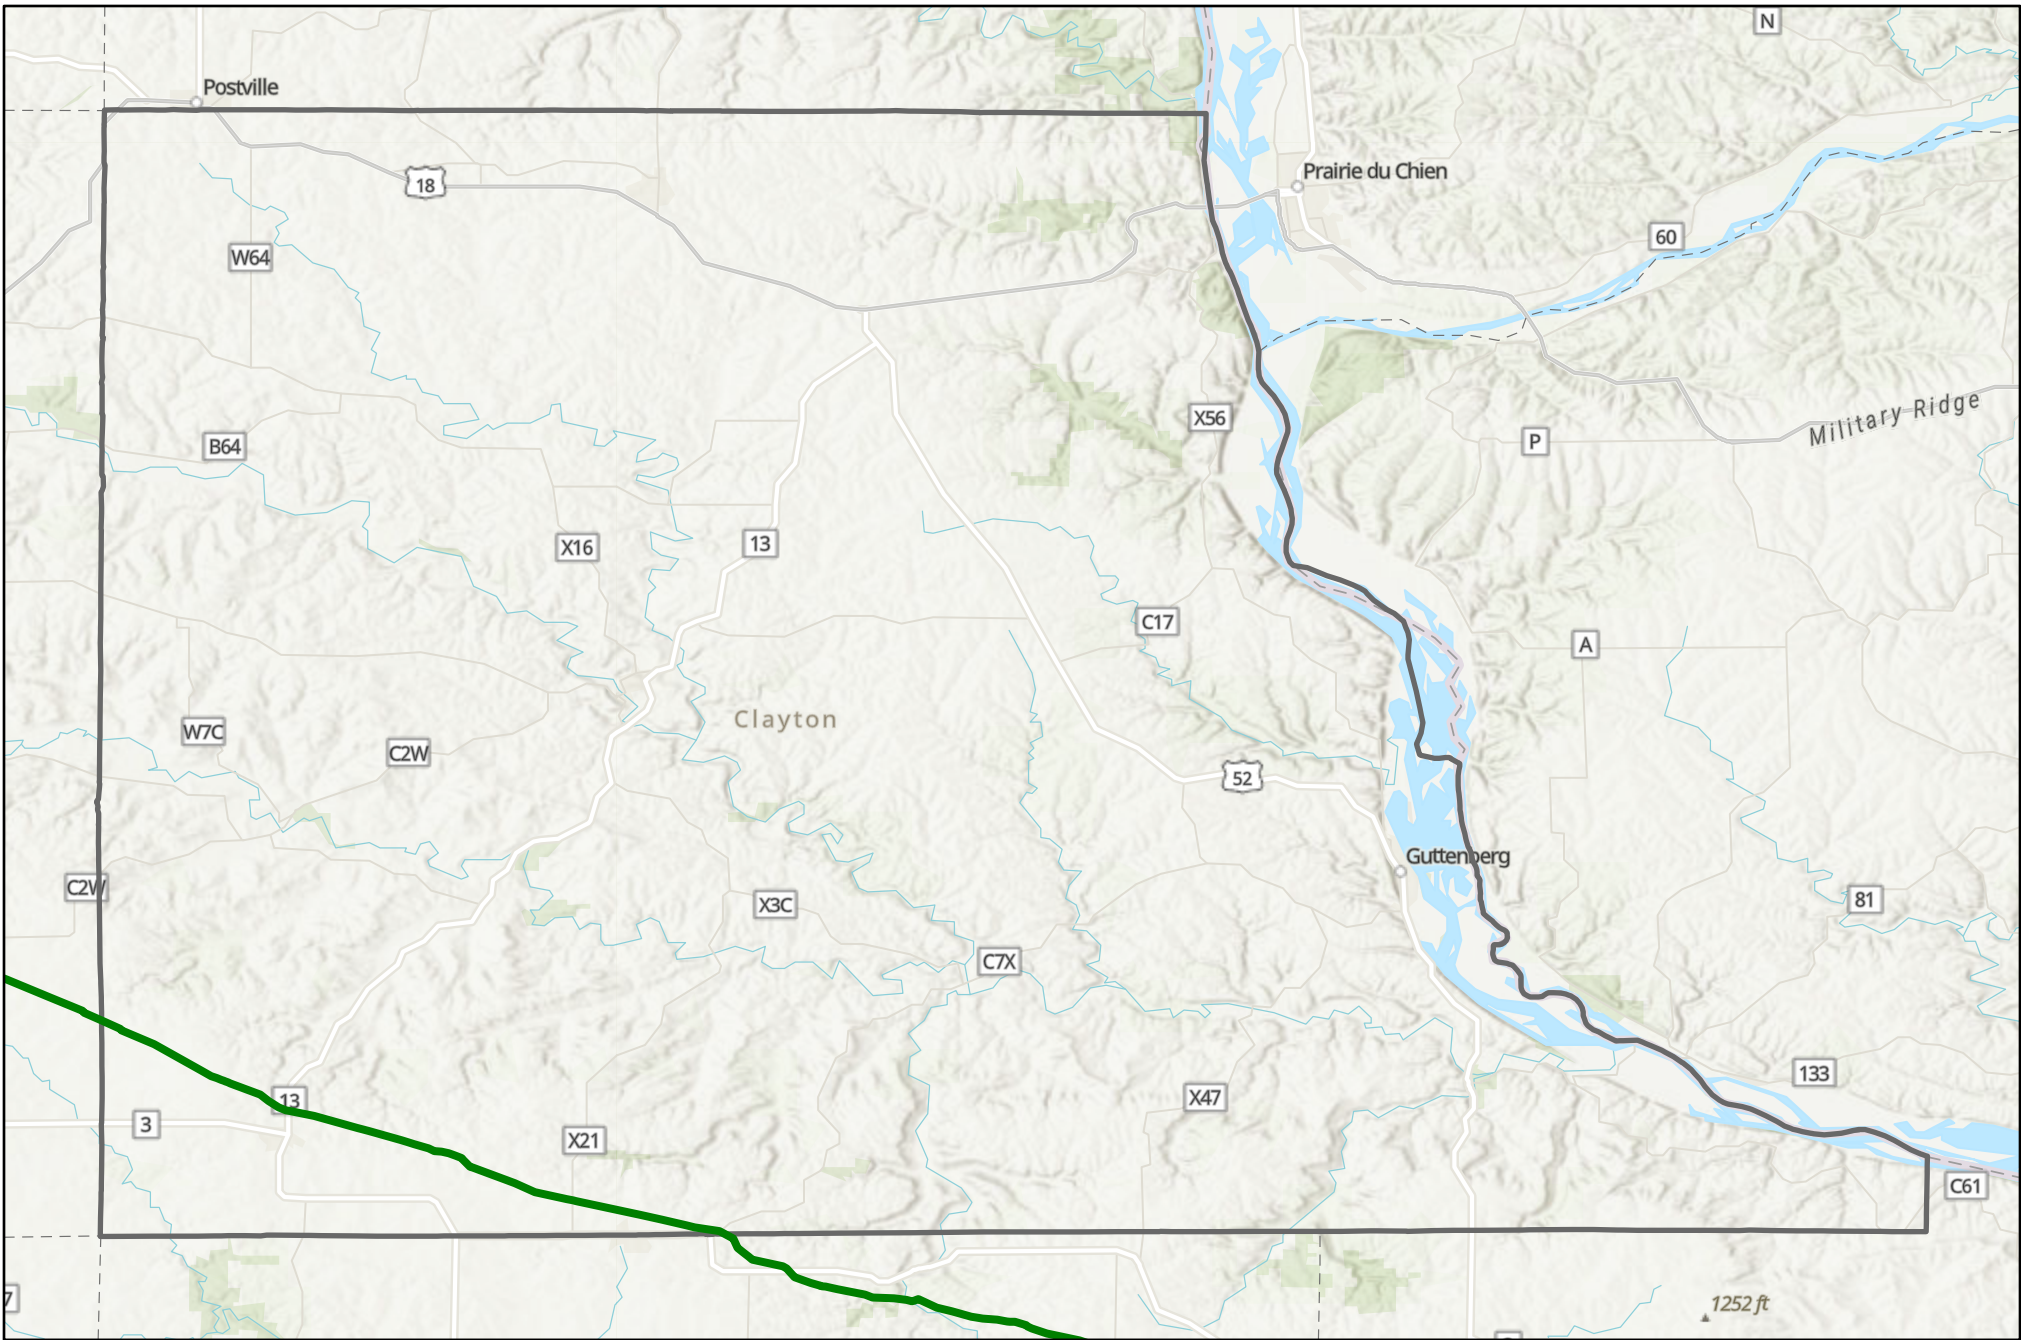 N
Postville
Prairie du Chien
18
60
W64
Military Ridge
X56
P
B64
13
X16
C17
A
Clayton
W7C
C2W
52
Guttenberg
C2W
X3C
81
C7X
133
13
X47
3
X21
C61
7
1252 ft